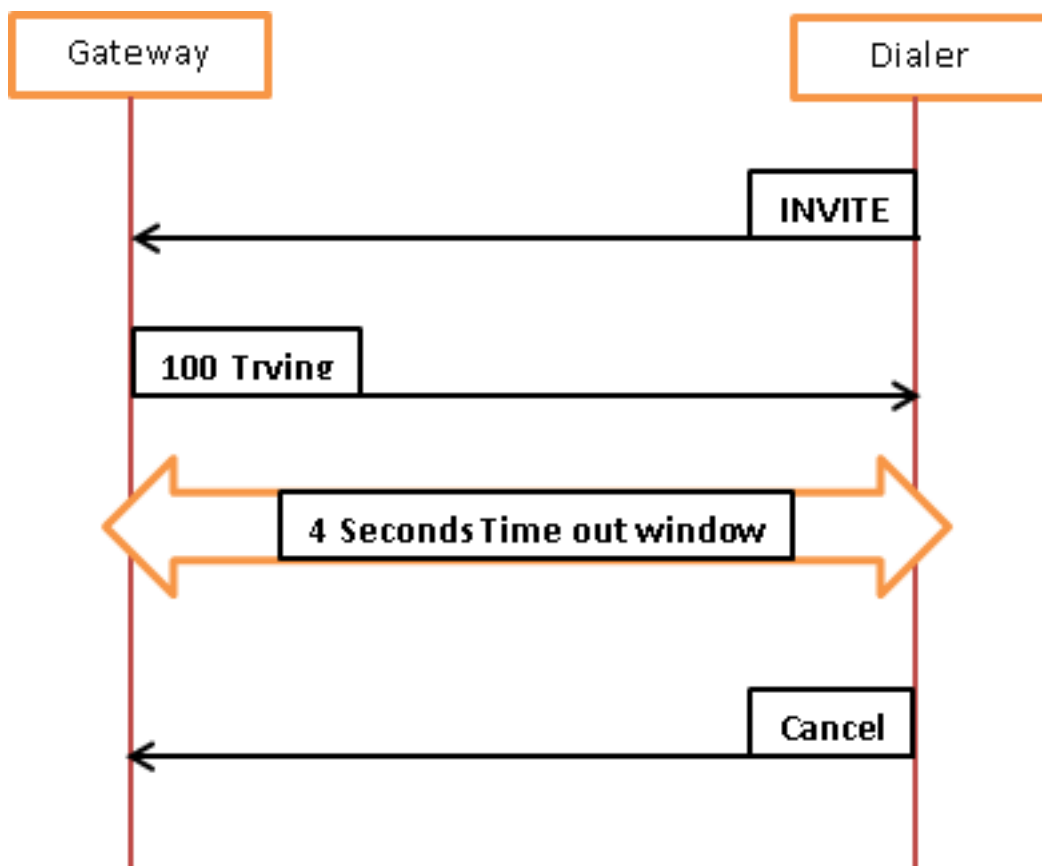 Gateway
Dialer
INVITE
100 Trying
4 Seconds Time out window
Cancel